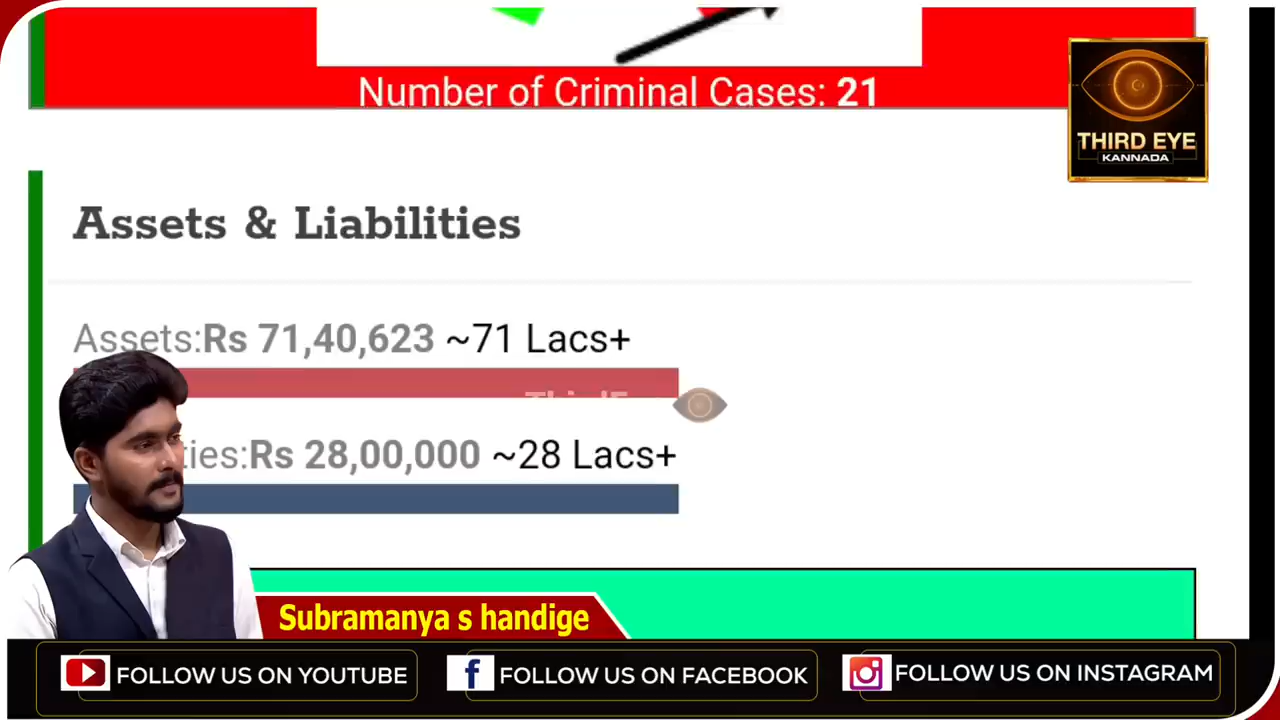 Number of Criminal Cases: 21
THIRD EYE
KANNADA
Assets & Liabilities
Assets:Rs 71,40,623 ~71 Lacs+
ties:Rs 28,00,000 ~28 Lacs+
Subramanya s handige
FOLLOW US ON YOUTUBE
FOLLOW US ON FACEBOOK
FOLLOW US ON INSTAGRAM